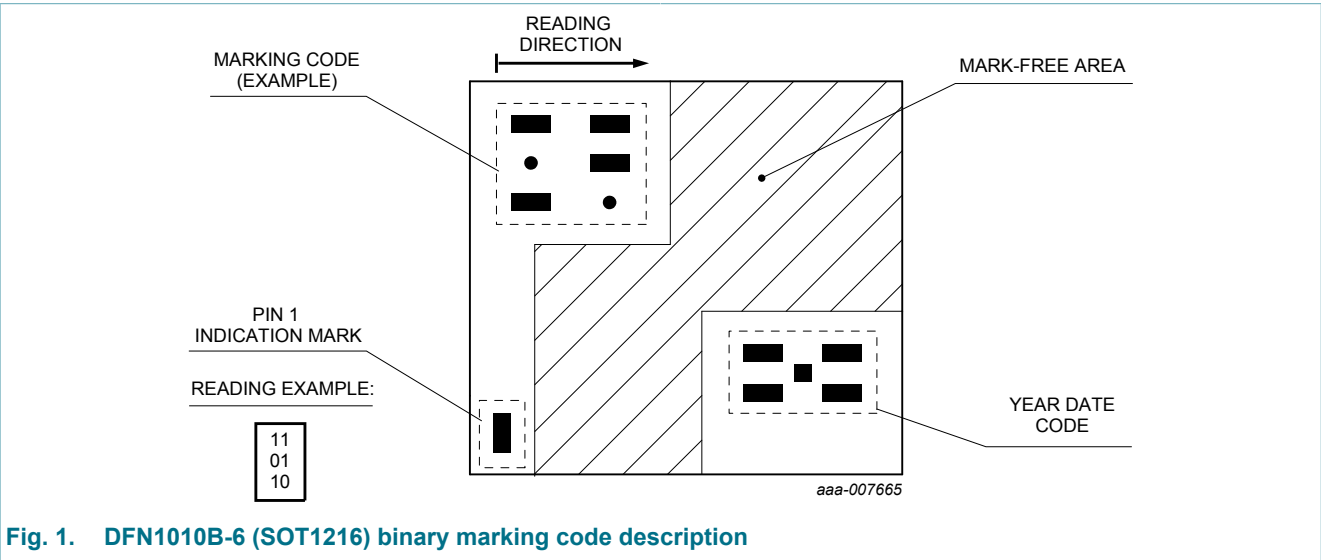 READING
DIRECTION
MARKING CODE
(EXAMPLE)
MARK-FREE AREA
PIN 1
INDICATION MARK
READING EXAMPLE:
11
01
10
YEAR DATE
CODE
aaa-007665
Fig. 1. DFN1010B-6 (SOT1216) binary marking code description